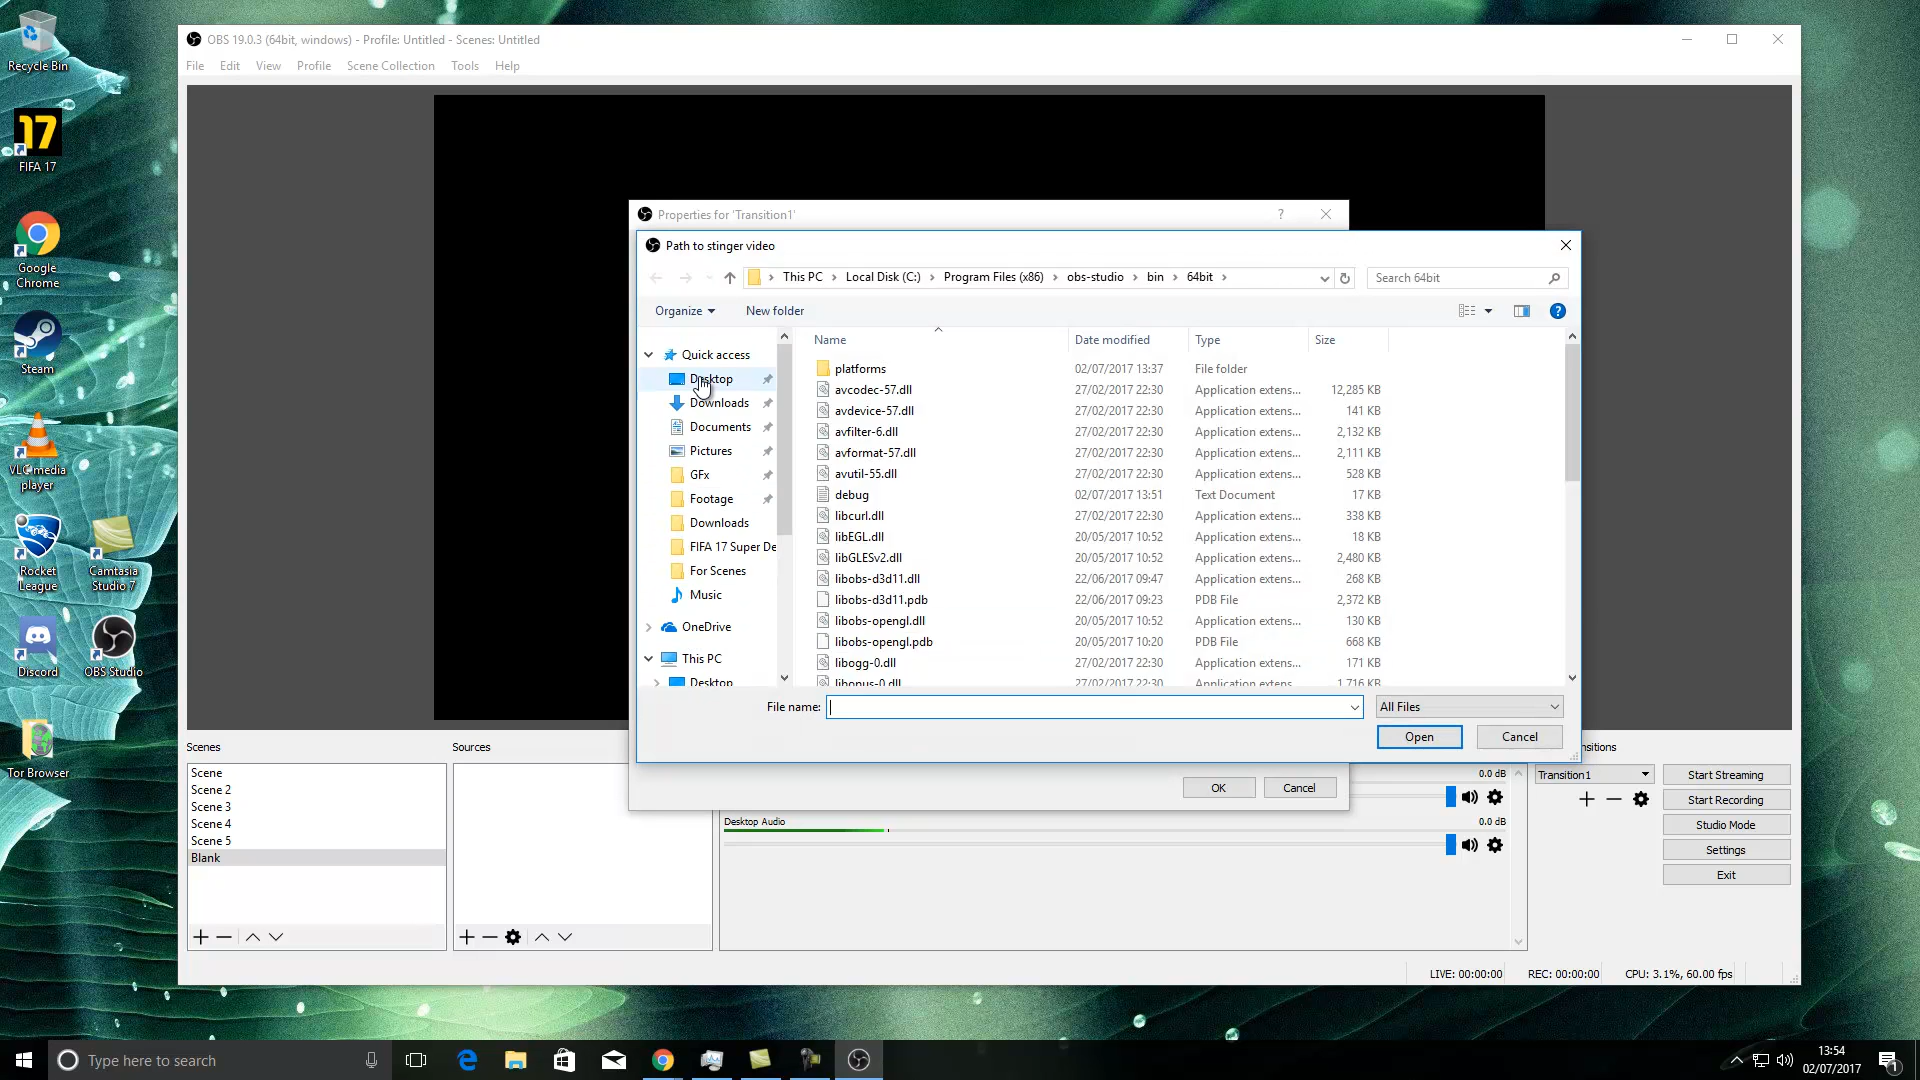 Recycle Bin
17
FIFA 17
Google
Chrome
Steam
VLC media
player
Rocket
League
Camtasia
Studio 7
Discord
OBS Studio
Tor Browser
OBS 19.0.3 (64bit, windows) - Profile: Untitled - Scenes: Untitled
File Edit View Profile Scene Collection Tools Help
Properties for 'Transition1'
?
Path to stinger video
This PC > Local Disk (C:) > Program Files (x86) > obs-studio > bin > 64bit >
Search 64bit
Organize
New folder
?
Quick access
Desktop
Downloads
Documents
Pictures
GFx
Footage
Downloads
FIFA 17 Super De
For Scenes
Music
OneDrive
This PC
Desktop
Name Date modified Type Size
platforms 02/07/2017 13:37 File folder
avcodec-57.dll 27/02/2017 22:30 Application extens... 12,285 KB
avdevice-57.dll 27/02/2017 22:30 Application extens... 141 KB
avfilter-6.dll 27/02/2017 22:30 Application extens... 2,132 KB
avformat-57.dll 27/02/2017 22:30 Application extens... 2,111 KB
avutil-55.dll 27/02/2017 22:30 Application extens... 528 KB
debug 02/07/2017 13:51 Text Document 17 KB
libcurl.dll 27/02/2017 22:30 Application extens... 338 KB
libEGL.dll 20/05/2017 10:52 Application extens... 18 KB
libGLESv2.dll 20/05/2017 10:52 Application extens... 2,480 KB
libobs-d3d11.dll 22/06/2017 09:47 Application extens... 268 KB
libobs-d3d11.pdb 22/06/2017 09:23 PDB File 2,372 KB
libobs-opengl.dll 20/05/2017 10:52 Application extens... 130 KB
libobs-opengl.pdb 20/05/2017 10:20 PDB File 668 KB
libogg-0.dll 27/02/2017 22:30 Application extens... 171 KB
libopus-0.dll 27/02/2017 22:30 Application extens... 1,716 KB
File name:
All Files
Open Cancel
OK Cancel
Scenes
Scene
Scene 2
Scene 3
Scene 4
Scene 5
Blank
Sources
0.0 dB
Desktop Audio 0.0 dB
sitions
Transition1
Start Streaming
Start Recording
Studio Mode
Settings
Exit
LIVE: 00:00:00 REC: 00:00:00 CPU: 3.1%, 60.00 fps
Type here to search
13:54
02/07/2017
1